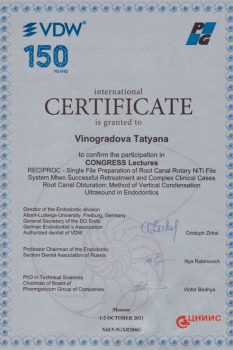 VDW®
PG
150
YEARS
international
CERTIFICATE
is granted to
Vinogradova Tatyana
to confirm the participation in
CONGRESS Lectures
RECIPROC - Single File Preparation of Root Canal Rotary NiTi File
System Mtwo Successful Retreatment and Complex Clinical Cases
Root Canal Obturation: Method of Vertical Condensation
Ultrasound in Endodontics
Director of the Endodontic division
Albert-Ludwigs-University, Freiburg, Germany
General Secretary of the DG Endo
German Endodontist's Association
Authorized dental of VDW
Cristoph Zirkel
Professor Chairman of the Endodontic
Section Dental Association of Russia
Iliya Rabinovich
PhD in Technical Sciences
Chairman of Board of
Pharmgeocom Group of Companies
Victor Bodnya
Moscow
1-2 OCTOBER 2021
ЦНИИС